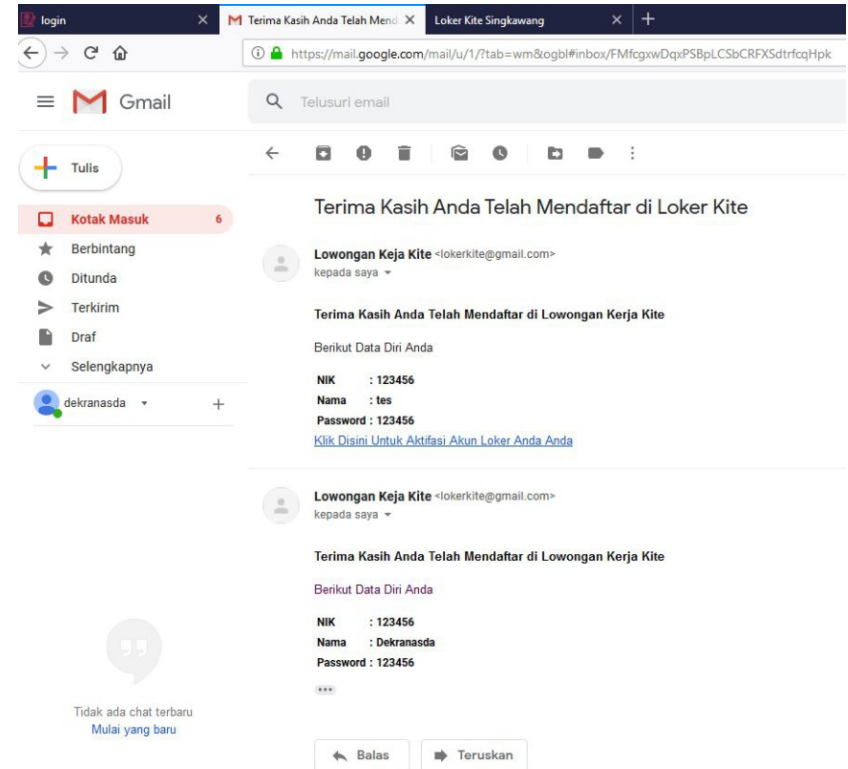 login
Terima Kasih Anda Telah Mend
Loker Kite Singkawang
https://mail.google.com/mail/u/1/?tab=wm&ogbl#inbox/FMfcgxwDqxPSBpLCSbCRFXSdtrfcqHpk
Gmail
Telusuri email
Tulis
Kotak Masuk 6
Berbintang
Ditunda
Terkirim
Draf
Selengkapnya
dekranasda
Tidak ada chat terbaru
Mulai yang baru
Terima Kasih Anda Telah Mendaftar di Loker Kite
Lowongan Keja Kite <lokerkite@gmail.com>
kepada saya
Terima Kasih Anda Telah Mendaftar di Lowongan Kerja Kite
Berikut Data Diri Anda
NIK : 123456
Nama : tes
Password : 123456
Klik Disini Untuk Aktifasi Akun Loker Anda Anda
Lowongan Keja Kite <lokerkite@gmail.com>
kepada saya
Terima Kasih Anda Telah Mendaftar di Lowongan Kerja Kite
Berikut Data Diri Anda
NIK : 123456
Nama : Dekranasda
Password : 123456
Balas
Teruskan